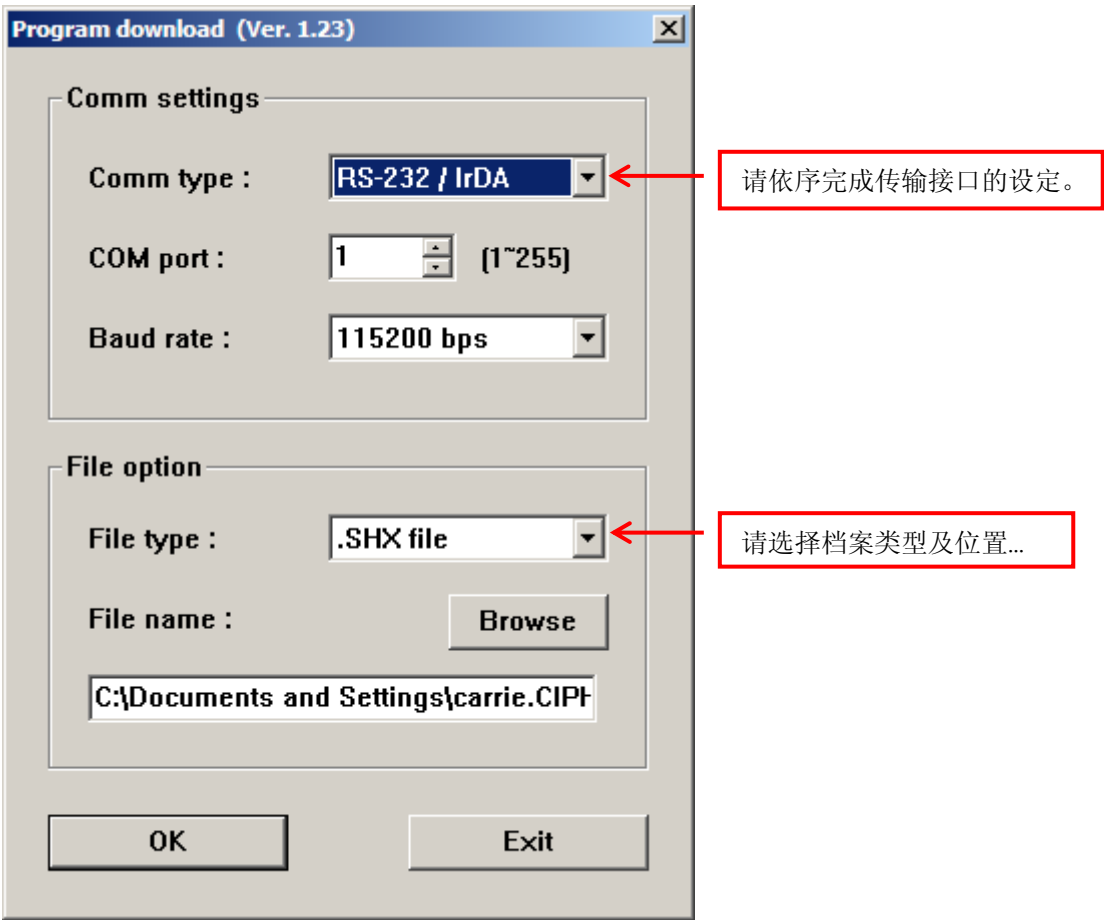 Program download (Ver. 1.23)
Comm settings
Comm type :
RS-232 / IrDA
请依序完成传输接口的设定。
COM port :
1
(1~255)
Baud rate :
115200 bps
File option
File type :
.SHX file
请选择档案类型及位置...
File name :
Browse
C:\Documents and Settings\carrie.CIPH
OK
Exit